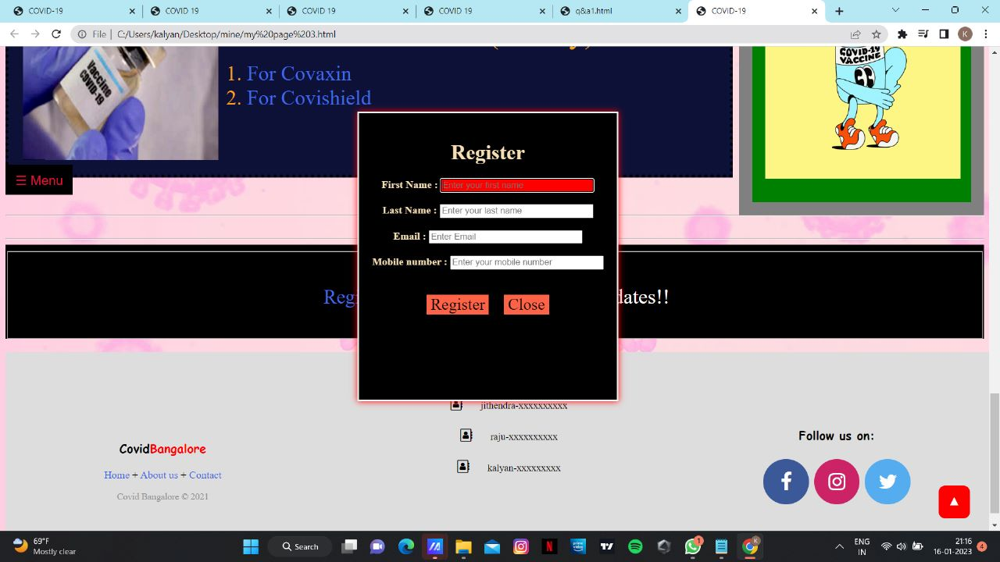 COVID 19
COVID-19
COVID 19
COVID 19
q&a1.html
COVID-19
File | C:/Users/kalyan/Desktop/mine/my%20page%203.html
K
Vaccine
COVID-19
1. For Covaxin
2. For Covishield
COVID-19
VACCINE
☰ Menu
Register
First Name : Enter your first name
Last Name : Enter your last name
Email : Enter Email
Mobile number : Enter your mobile number
Register Close
Regi
dates!!
jithendra-xxxxxxxxxx
raju-xxxxxxxxxx
kalyan-xxxxxxxxx
CovidBangalore
Home + About us + Contact
Covid Bangalore © 2021
Follow us on:
69°F
Mostly clear
Search
1
K
ENG
IN
21:16
16-01-2023
4